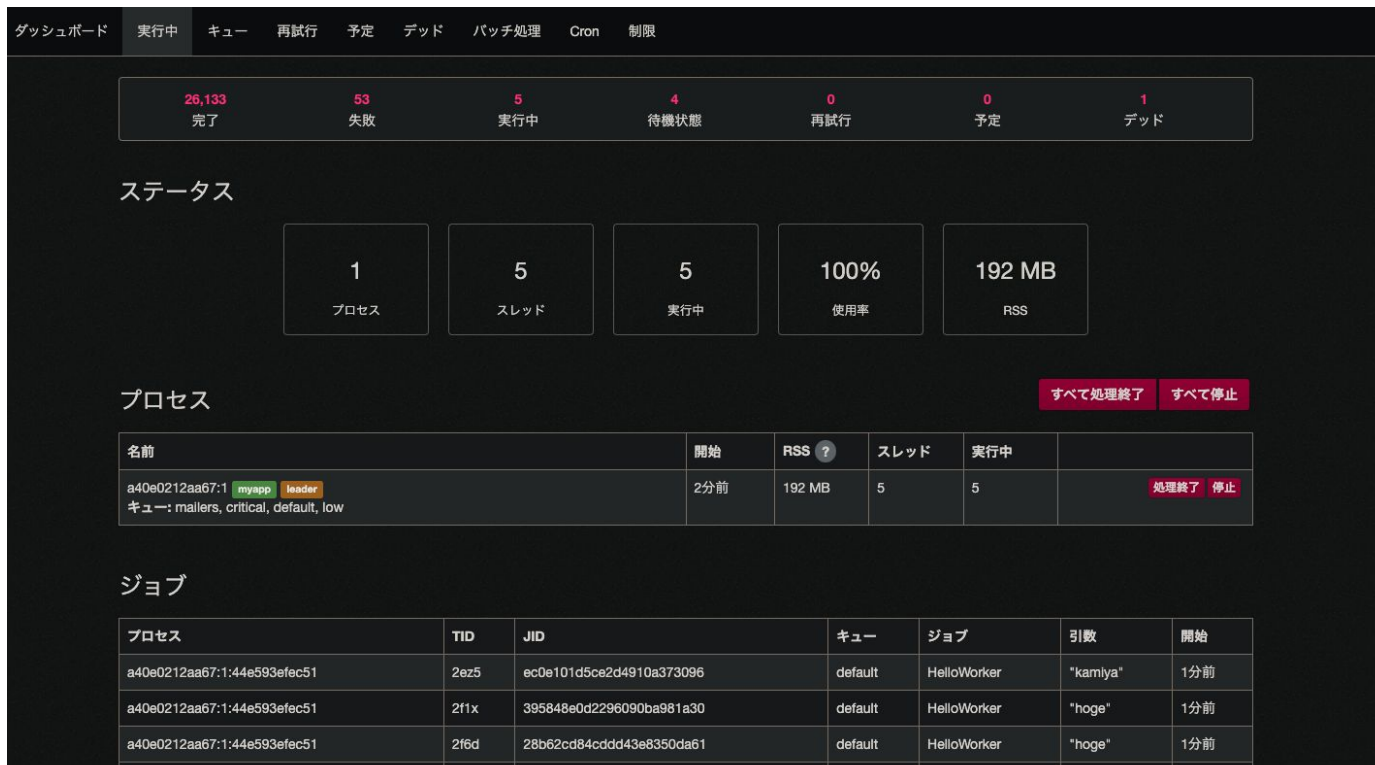 ダッシュボード 実行中 キュー 再試行 予定 デッド バッチ処理 Cron 制限
26,133 53 5 4 0 0 1
完了 失敗 実行中 待機状態 再試行 予定 デッド
ステータス
1 5 5 100% 192 MB
プロセス スレッド 実行中 使用率 RSS
プロセス すべて処理終了 すべて停止
名前 開始 RSS ? スレッド 実行中
a40e0212aa67:1 myapp leader 2分前 192 MB 5 5 処理終了 停止
キュー: mailers, critical, default, low
ジョブ
プロセス TID JID キュー ジョブ 引数 開始
a40e0212aa67:1:44e593efec51 2ez5 ec0e101d5ce2d4910a373096 default HelloWorker "kamiya" 1分前
a40e0212aa67:1:44e593efec51 2f1x 395848e0d2296090ba981a30 default HelloWorker "hoge" 1分前
a40e0212aa67:1:44e593efec51 2f6d 28b62cd84cddd43e8350da61 default HelloWorker "hoge" 1分前